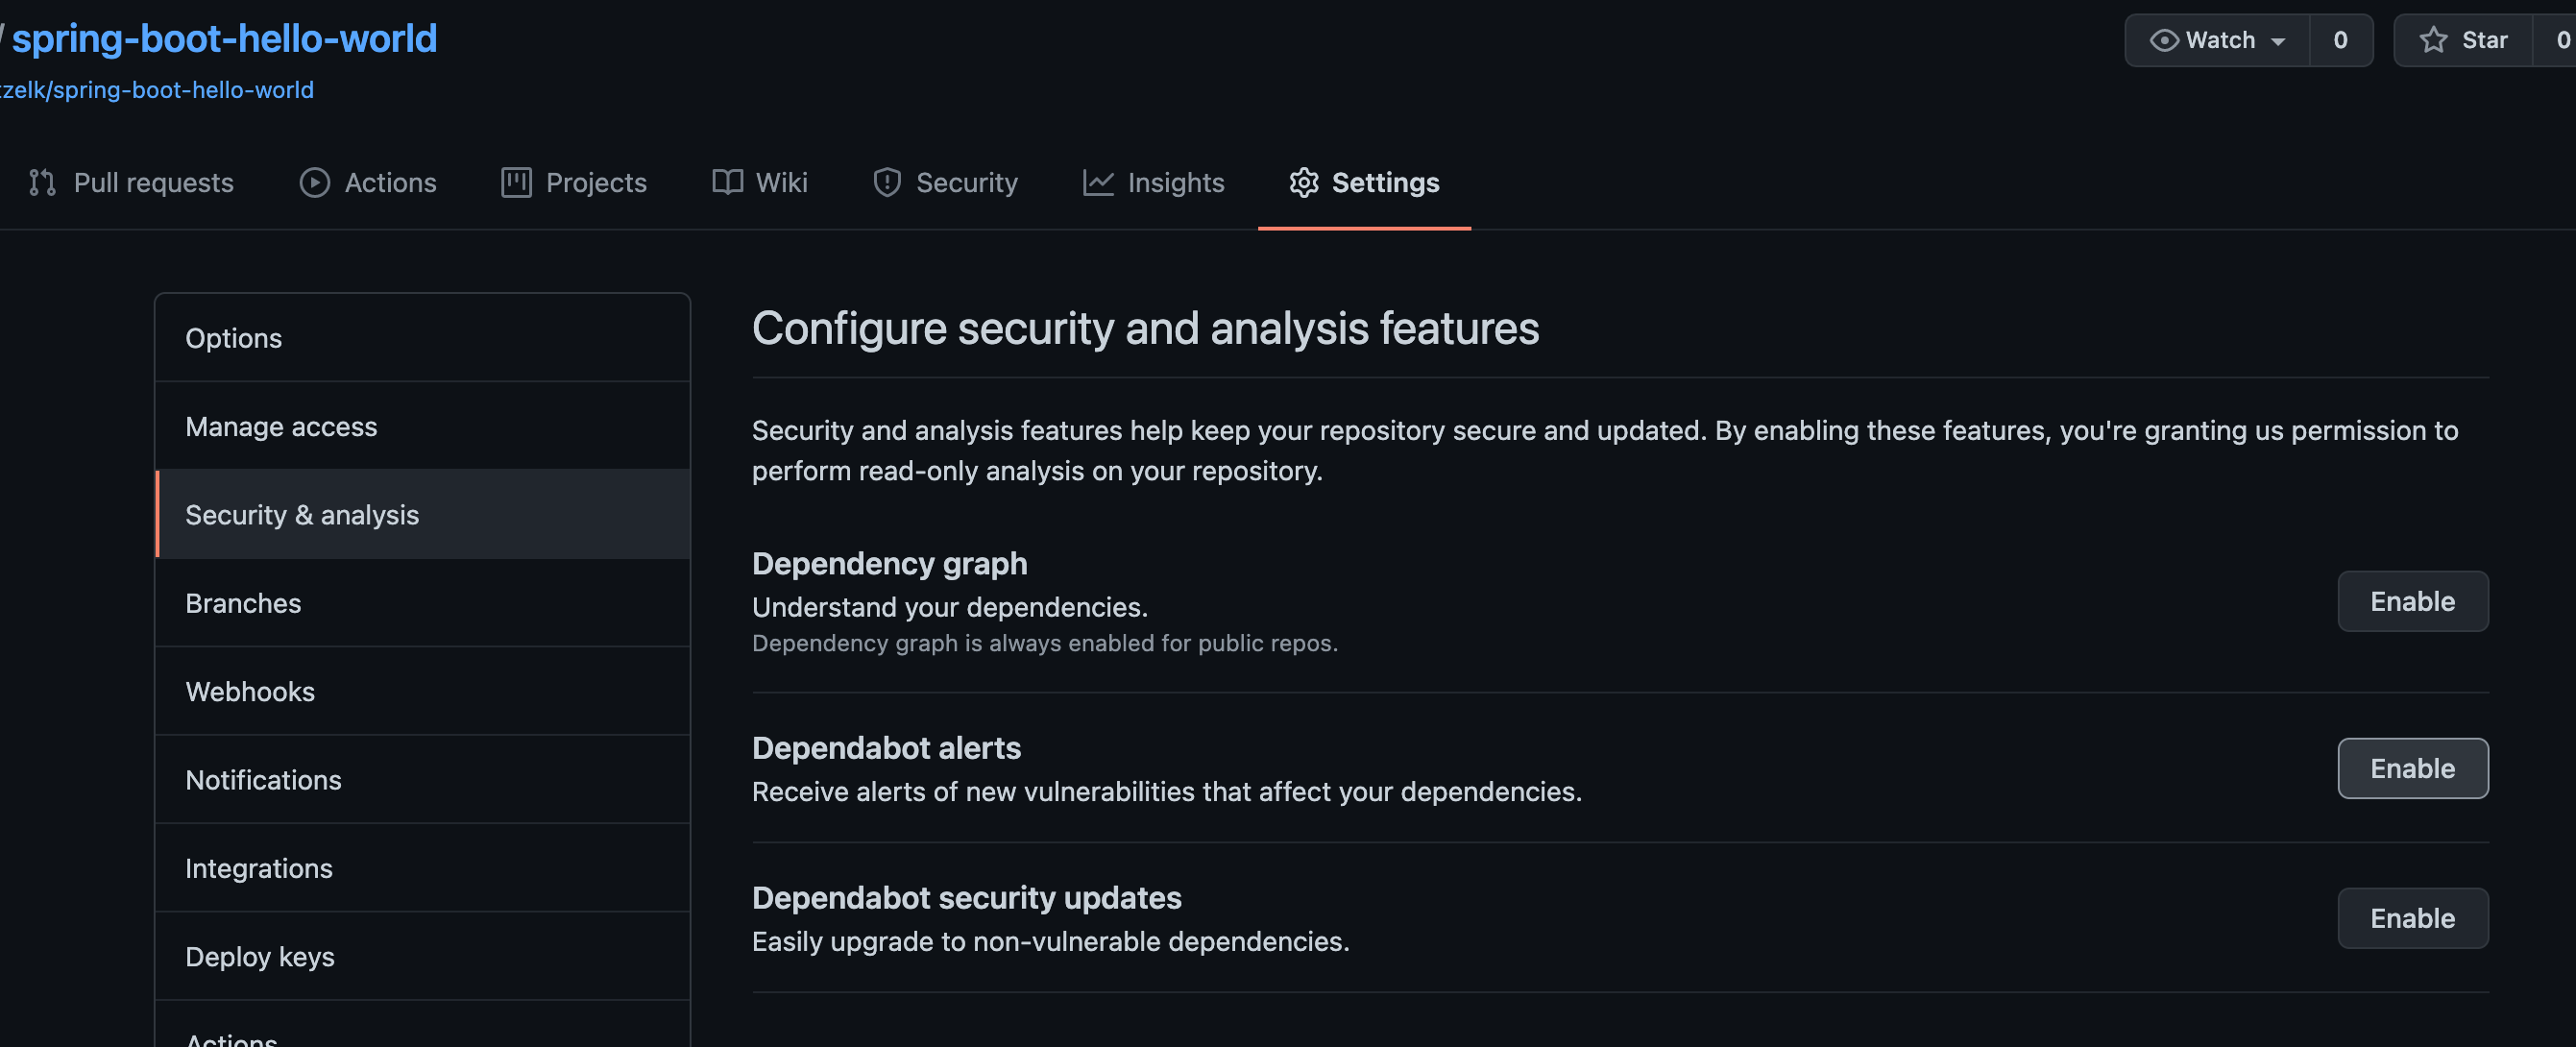 / spring-boot-hello-world
Watch 0
Star 0
zelk/spring-boot-hello-world
Pull requests
Actions
Projects
Wiki
Security
Insights
Settings
Options
Manage access
Security & analysis
Branches
Webhooks
Notifications
Integrations
Deploy keys
Actions
Configure security and analysis features
Security and analysis features help keep your repository secure and updated. By enabling these features, you're granting us permission to
perform read-only analysis on your repository.
Dependency graph
Understand your dependencies.
Dependency graph is always enabled for public repos.
Enable
Dependabot alerts
Receive alerts of new vulnerabilities that affect your dependencies.
Enable
Dependabot security updates
Easily upgrade to non-vulnerable dependencies.
Enable